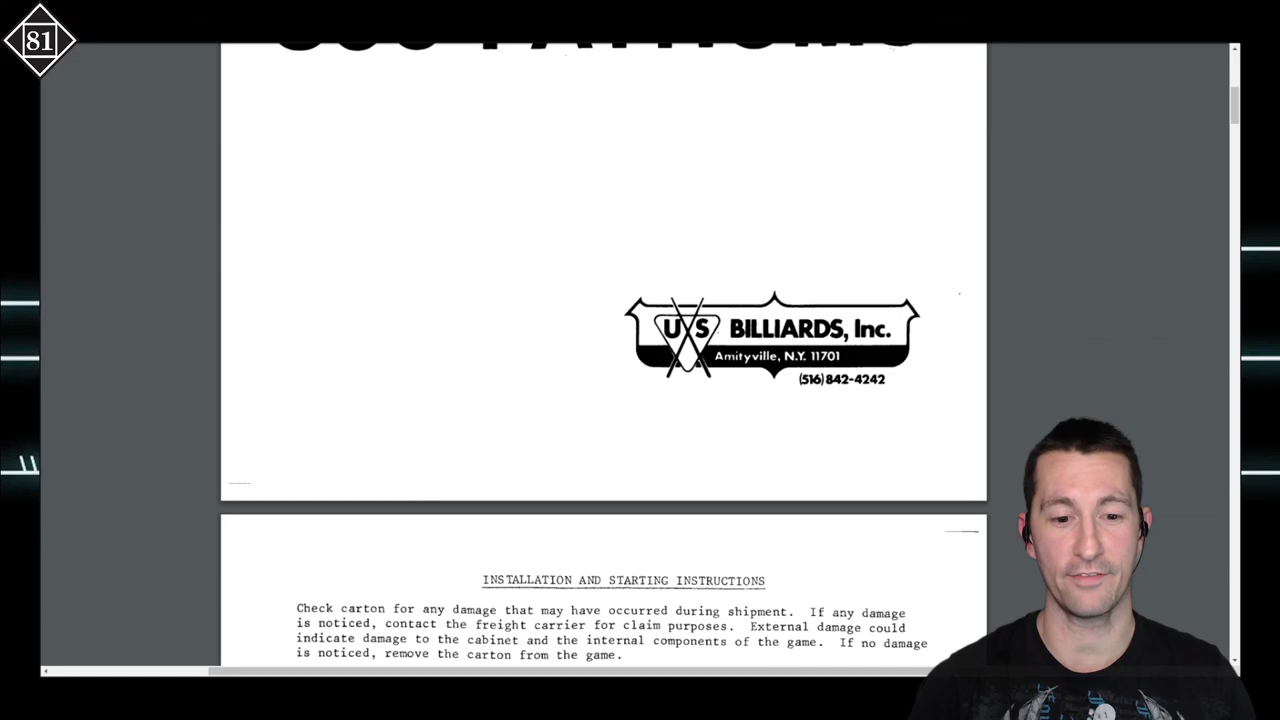 81
U S BILLIARDS, Inc.
Amityville, N.Y. 11701
(516) 842-4242
INSTALLATION AND STARTING INSTRUCTIONS
Check carton for any damage that may have occurred during shipment. If any damage
is noticed, contact the freight carrier for claim purposes. External damage could
indicate damage to the cabinet and the internal components of the game. If no damage
is noticed, remove the carton from the game.